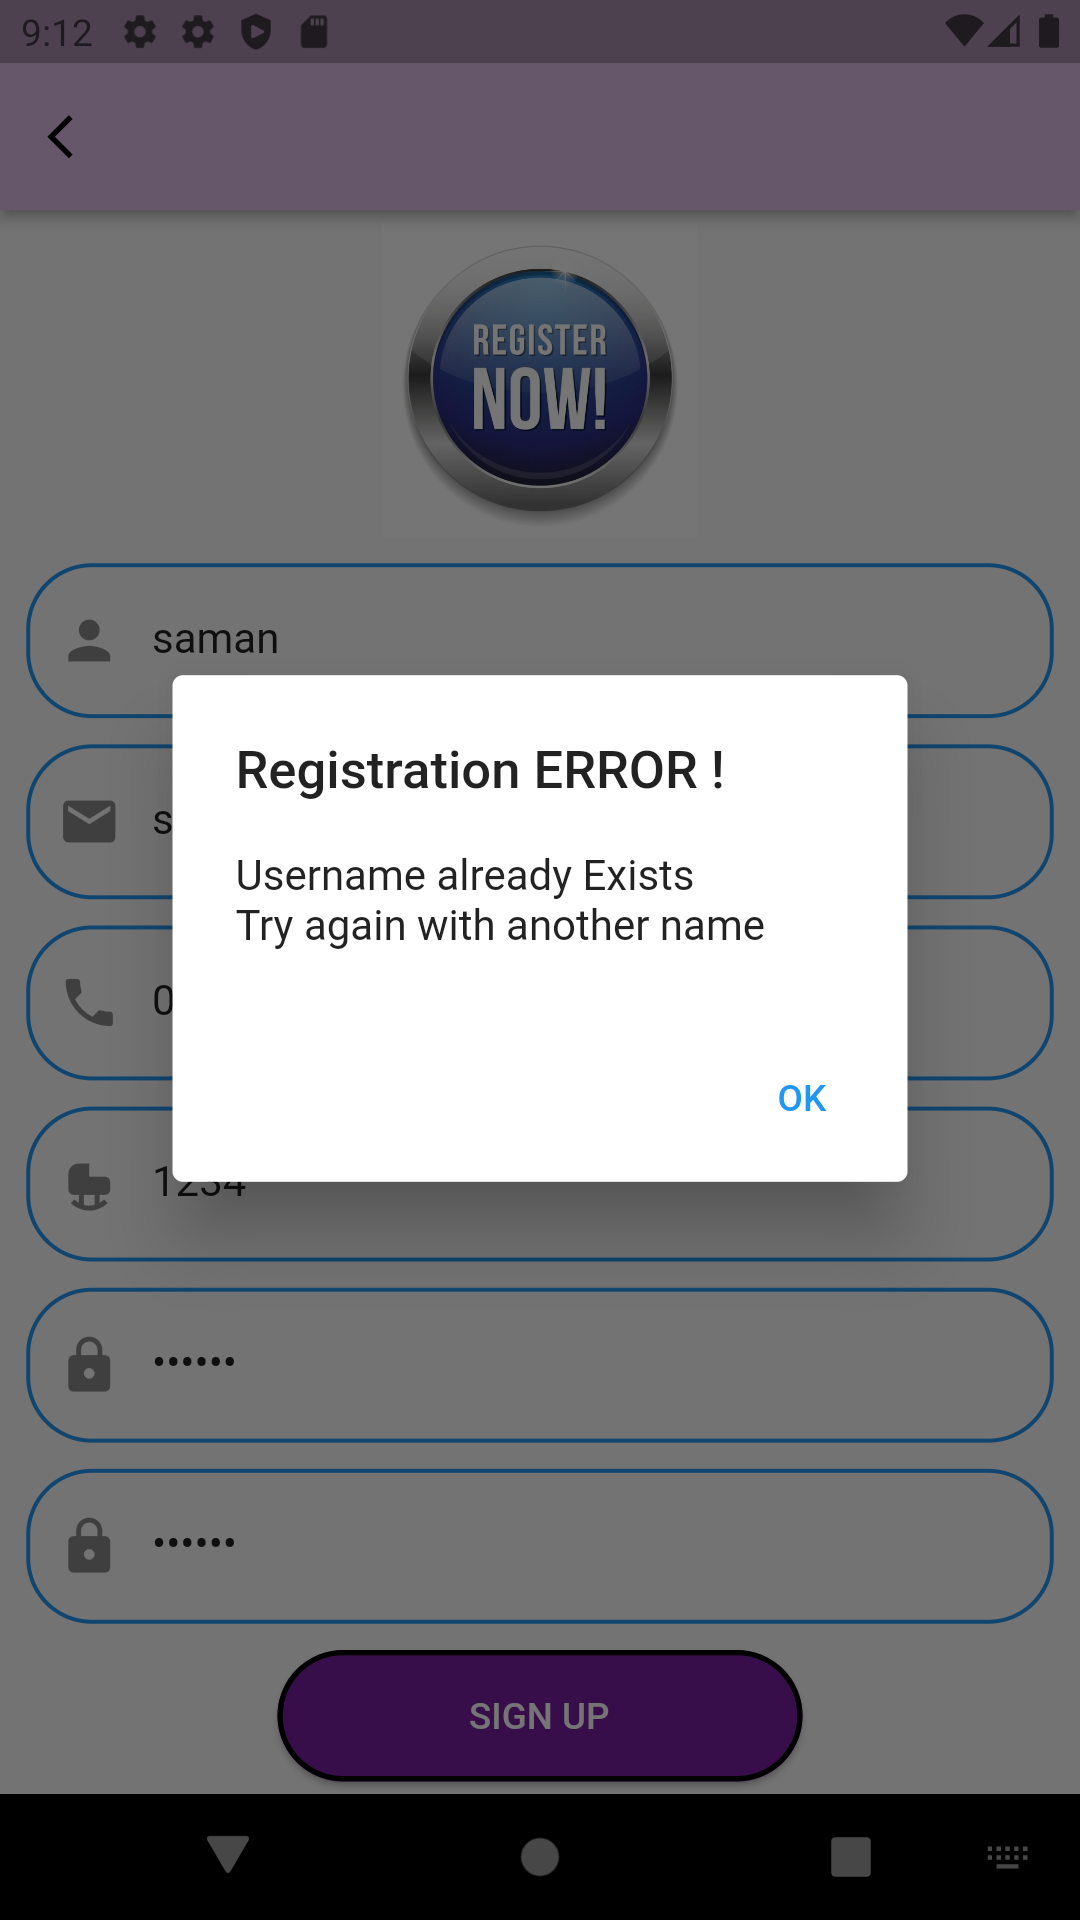 9:12
REGISTER
NOW!
saman
s
Registration ERROR !
Username already Exists
Try again with another name
0
OK
1234
••••••
••••••
SIGN UP